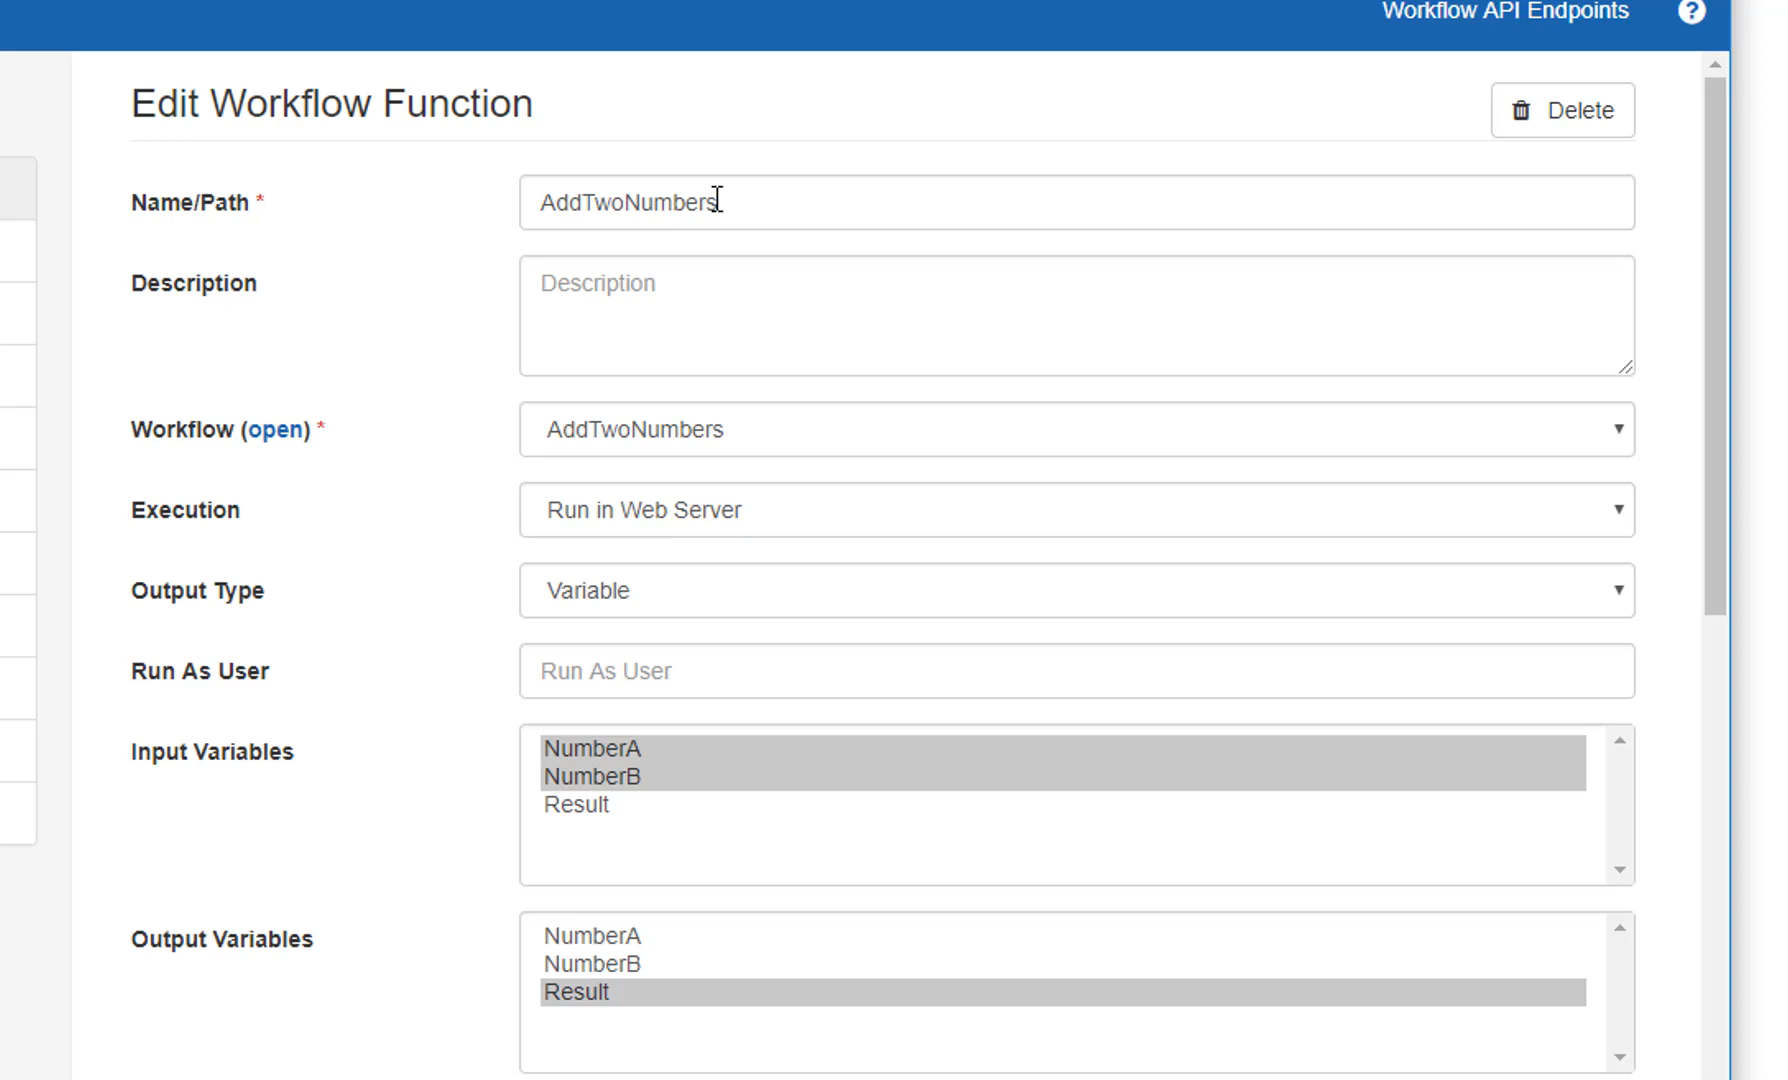 Workflow API Endpoints ?
Edit Workflow Function
Delete
Name/Path *
AddTwoNumbers
Description
Description
Workflow (open) *
AddTwoNumbers
Execution
Run in Web Server
Output Type
Variable
Run As User
Run As User
Input Variables
NumberA
NumberB
Result
Output Variables
NumberA
NumberB
Result